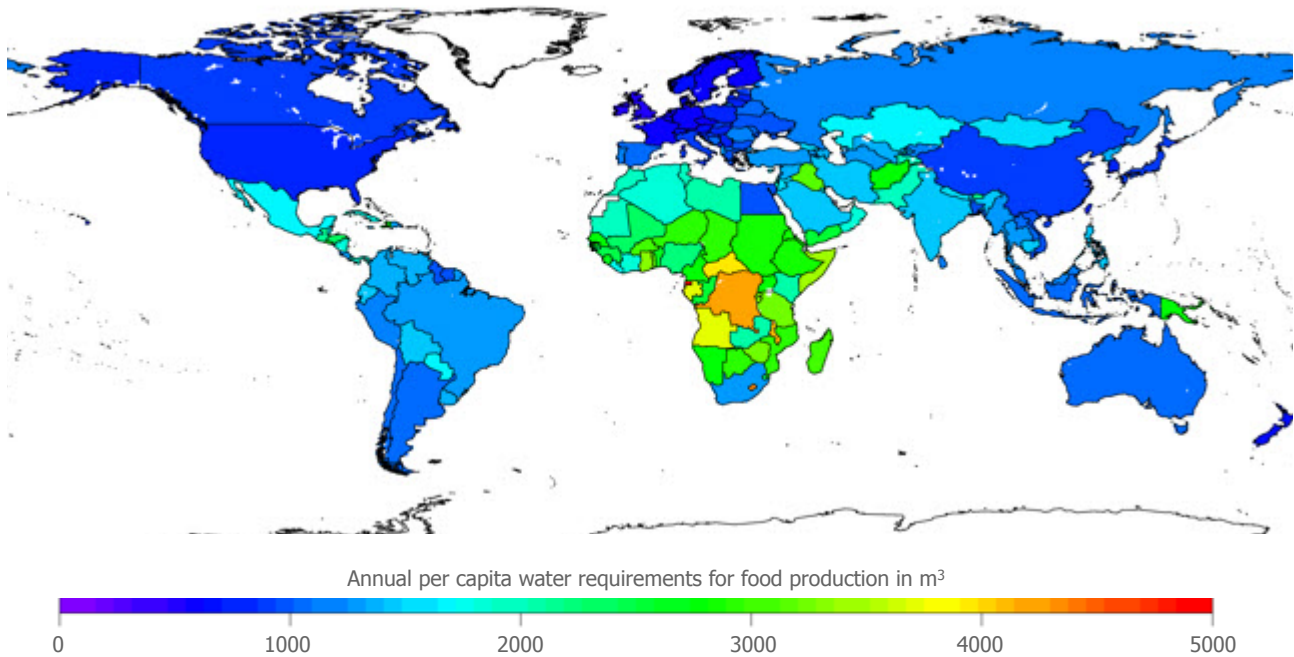 Annual per capita water requirements for food production in m³
0 1000 2000 3000 4000 5000